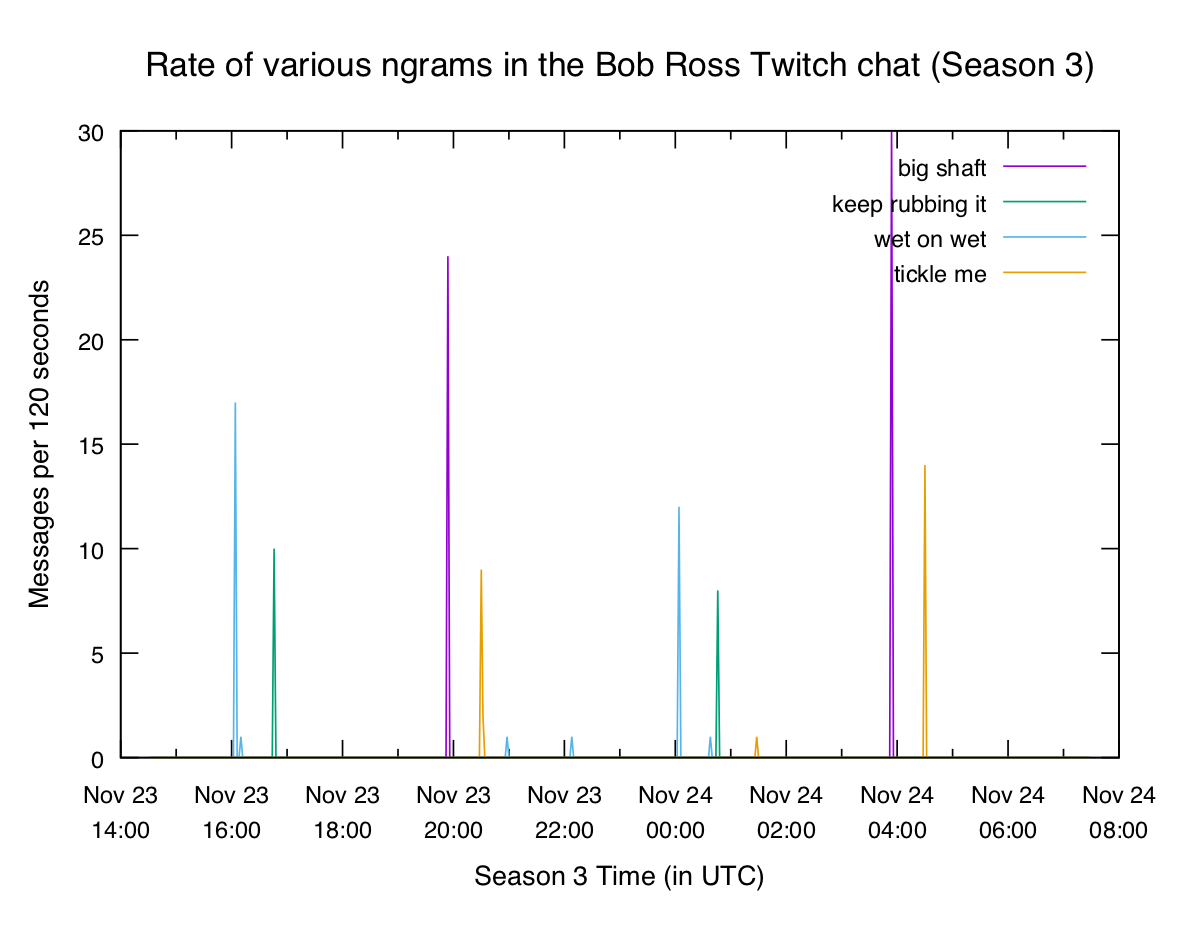 Rate of various ngrams in the Bob Ross Twitch chat (Season 3)
30
25
20
15
10
5
0
Messages per 120 seconds
big shaft
keep rubbing it
wet on wet
tickle me
Nov 23 Nov 23 Nov 23 Nov 23 Nov 23 Nov 24 Nov 24 Nov 24 Nov 24 Nov 24
14:00 16:00 18:00 20:00 22:00 00:00 02:00 04:00 06:00 08:00
Season 3 Time (in UTC)